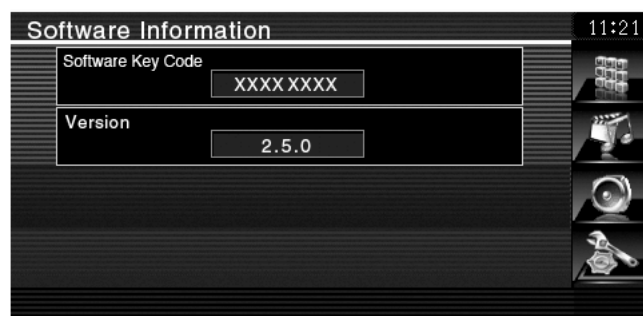 Software Information
11:21
Software Key Code
XXXX XXXX
Version
2.5.0